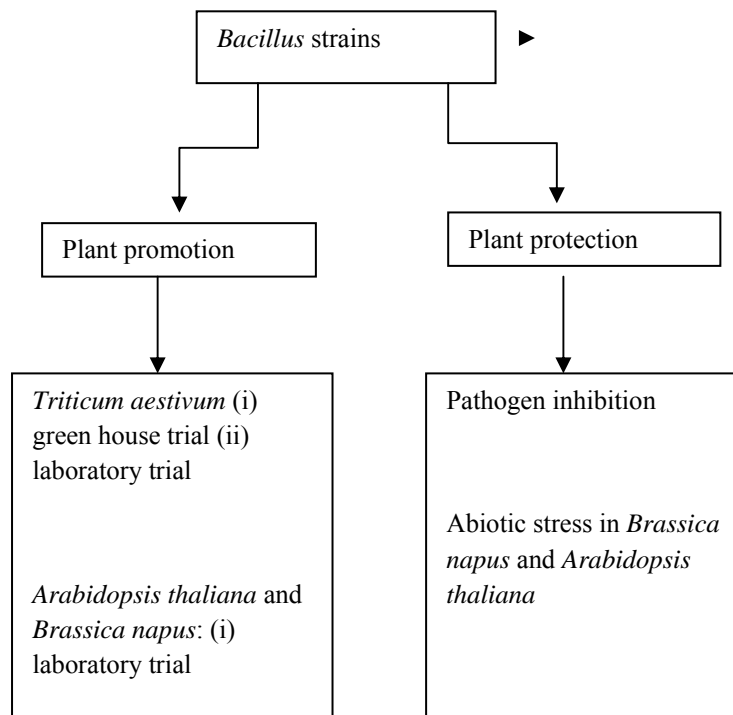 Bacillus strains
Plant promotion
Plant protection
Triticum aestivum (i)
green house trial (ii)
laboratory trial
Arabidopsis thaliana and
Brassica napus: (i)
laboratory trial
Pathogen inhibition
Abiotic stress in Brassica
napus and Arabidopsis
thaliana